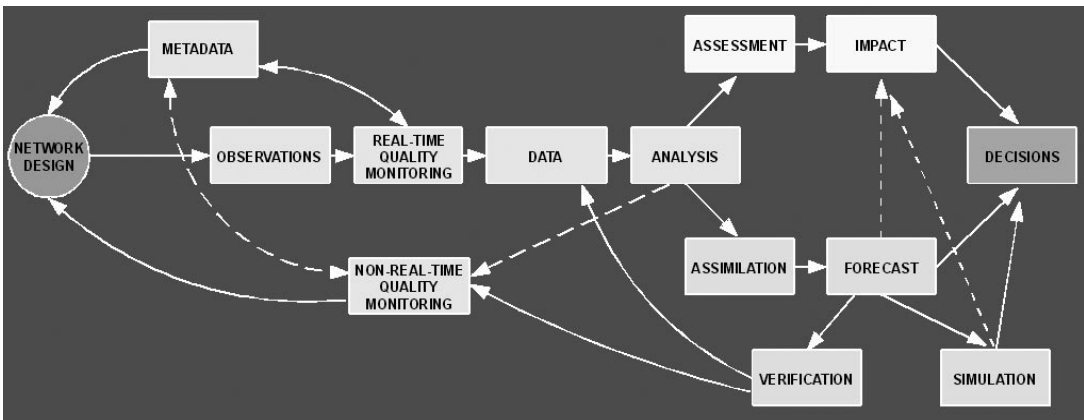 METADATA
ASSESSMENT
IMPACT
NETWORK
DESIGN
OBSERVATIONS
REAL-TIME
QUALITY
MONITORING
DATA
ANALYSIS
DECISIONS
NON-REAL-TIME
QUALITY
MONITORING
ASSIMILATION
FORECAST
VERIFICATION
SIMULATION